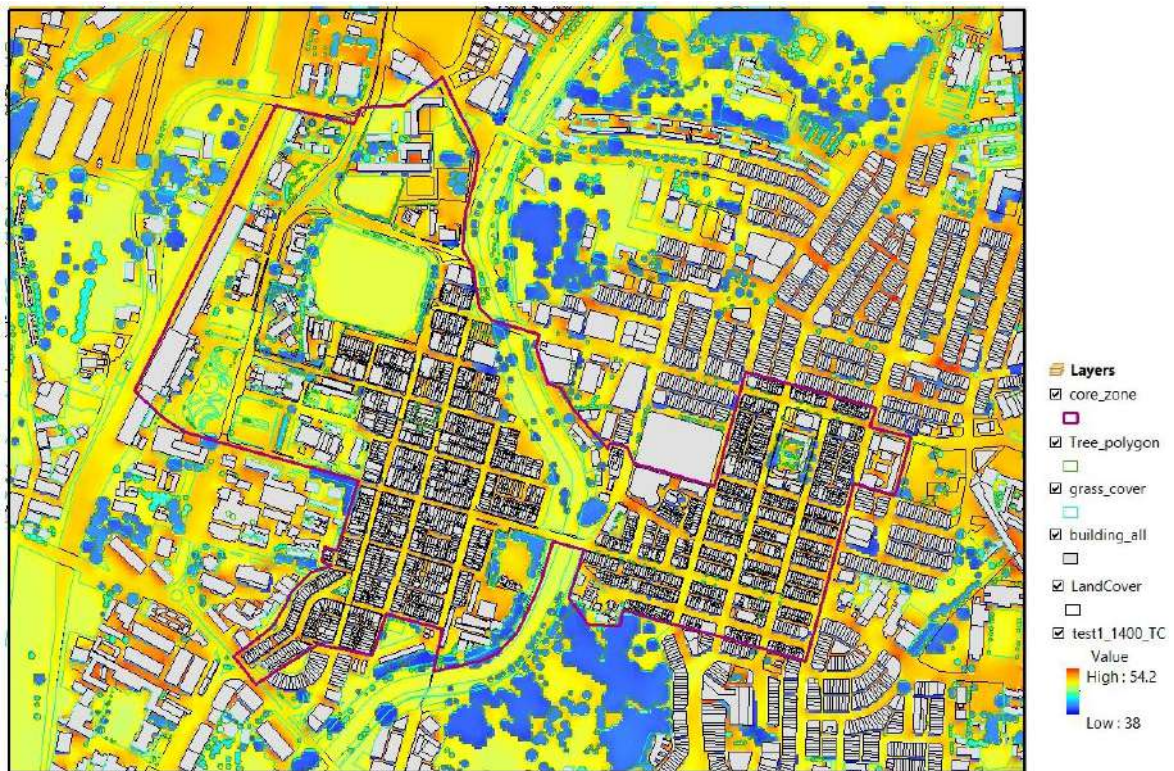 Layers
core_zone
Tree_polygon
grass_cover
building_all
LandCover
test1_1400_TC
Value
High : 54.2
Low : 38